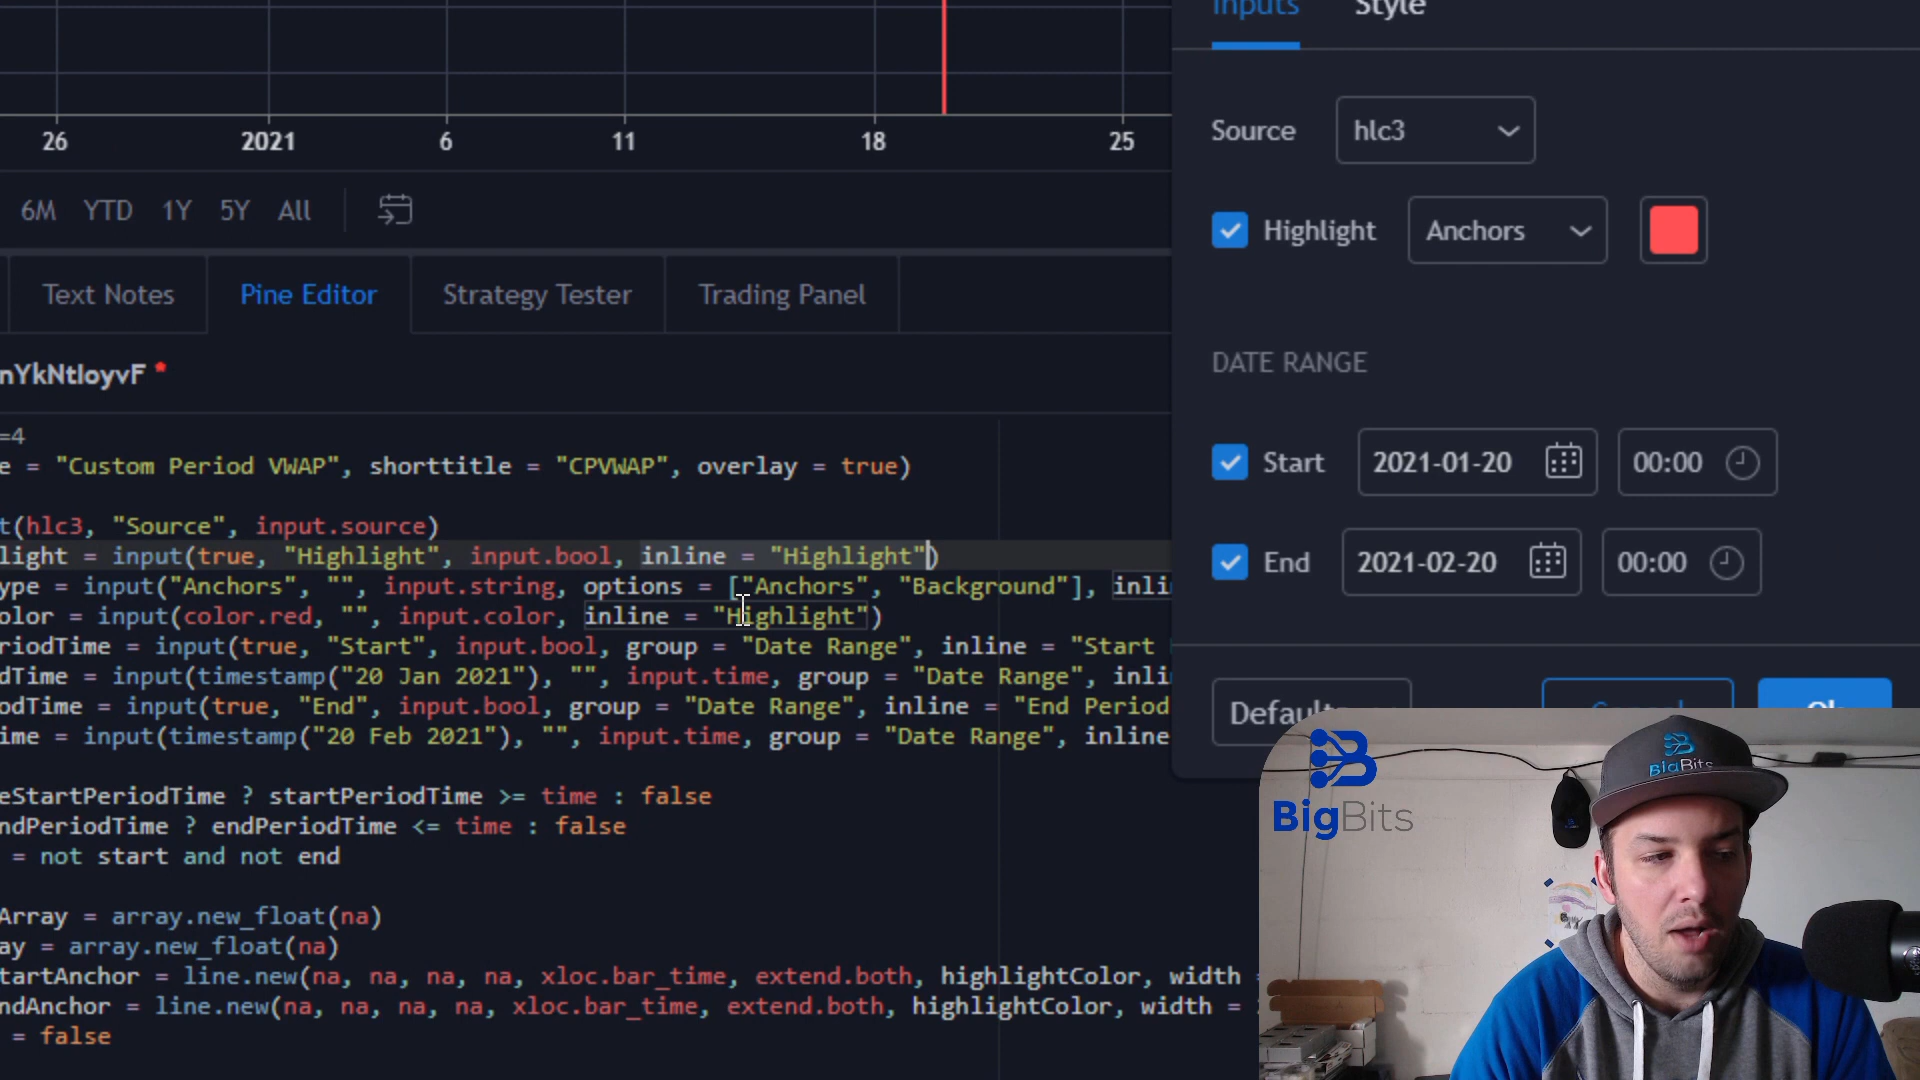 Inputs Style
26 2021 6 11 18 25
Source hlc3
6M YTD 1Y 5Y All
Highlight Anchors
Text Notes Pine Editor Strategy Tester Trading Panel
DATE RANGE
nYkNtIoyvF *
Start 2021-01-20 00:00
End 2021-02-20 00:00
=4
e = "Custom Period VWAP", shorttitle = "CPVWAP", overlay = true)
t(hlc3, "Source", input.source)
light = input(true, "Highlight", input.bool, inline = "Highlight")
ype = input("Anchors", "", input.string, options = ["Anchors", "Background"], inli
olor = input(color.red, "", input.color, inline = "Highlight")
riodTime = input(true, "Start", input.bool, group = "Date Range", inline = "Start
dTime = input(timestamp("20 Jan 2021"), "", input.time, group = "Date Range", inli
odTime = input(true, "End", input.bool, group = "Date Range", inline = "End Period
ime = input(timestamp("20 Feb 2021"), "", input.time, group = "Date Range", inline
Default
Ok
eStartPeriodTime ? startPeriodTime >= time : false
ndPeriodTime ? endPeriodTime <= time : false
= not start and not end
Array = array.new_float(na)
ay = array.new_float(na)
tartAnchor = line.new(na, na, na, na, xloc.bar_time, extend.both, highlightColor, width =
ndAnchor = line.new(na, na, na, na, xloc.bar_time, extend.both, highlightColor, width =
= false
BigBits
BigBits